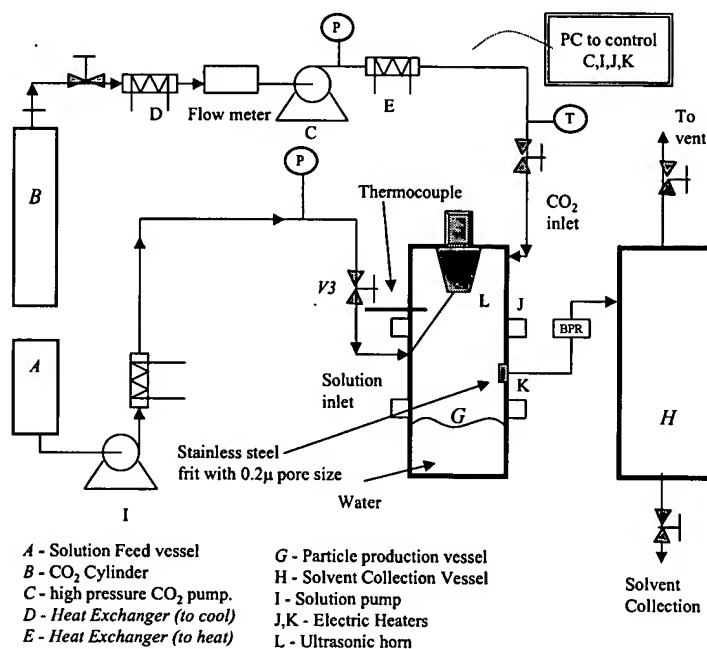 PC to control
C,I,J,K
P
E
D
Flow meter
C
T
To
vent
P
Thermocouple
CO₂
inlet
B
V3
L
J
BPR
A
Solution
inlet
K
G
H
Stainless steel
frit with 0.2μ pore size
Water
I
A - Solution Feed vessel
B - CO₂ Cylinder
C - high pressure CO₂ pump.
D - Heat Exchanger (to cool)
E - Heat Exchanger (to heat)
G - Particle production vessel
H - Solvent Collection Vessel
I - Solution pump
J,K - Electric Heaters
L - Ultrasonic horn
Solvent
Collection